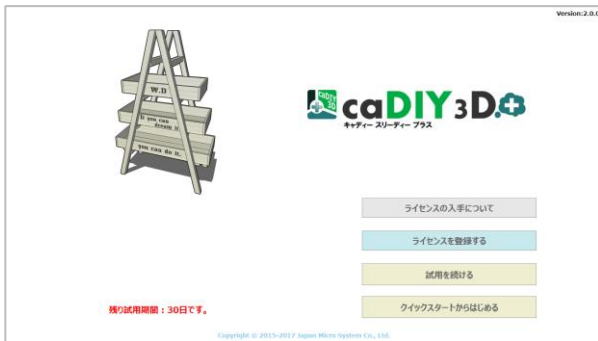 Version:2.0.0
W.D
If you can
dream it
you can do it.
caDIY
3D
caDIY3D+
キャディー スリーディー プラス
ライセンスの入手について
ライセンスを登録する
試用を続ける
クイックスタートからはじめる
残り試用期間：30日です。
Copyright © 2015-2017 Japan Micro System Co., Ltd.